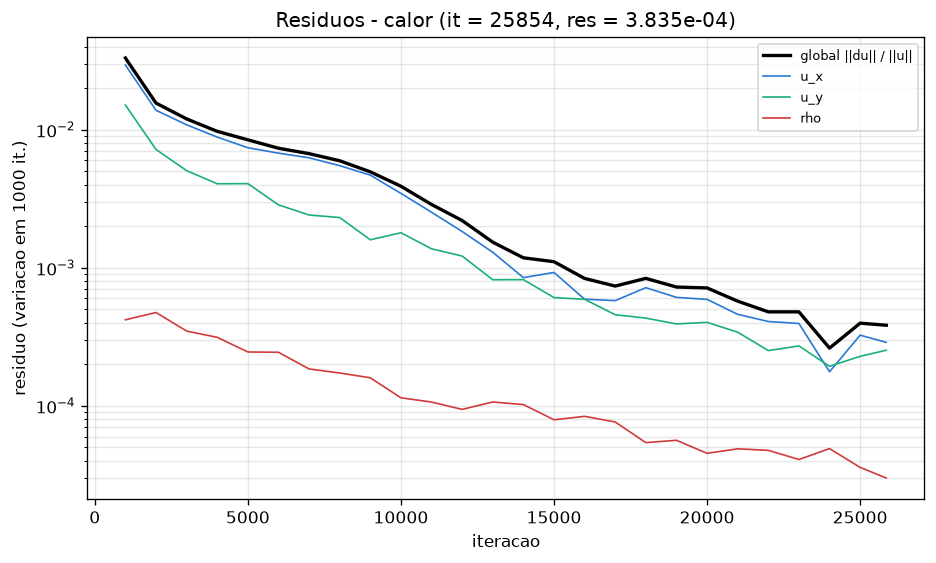 Residuos - calor (it = 25854, res = 3.835e-04)
global ||du|| / ||u||
u_x
u_y
rho
residuo (variacao em 1000 it.)
10⁻²
10⁻³
10⁻⁴
0 5000 10000 15000 20000 25000
iteracao